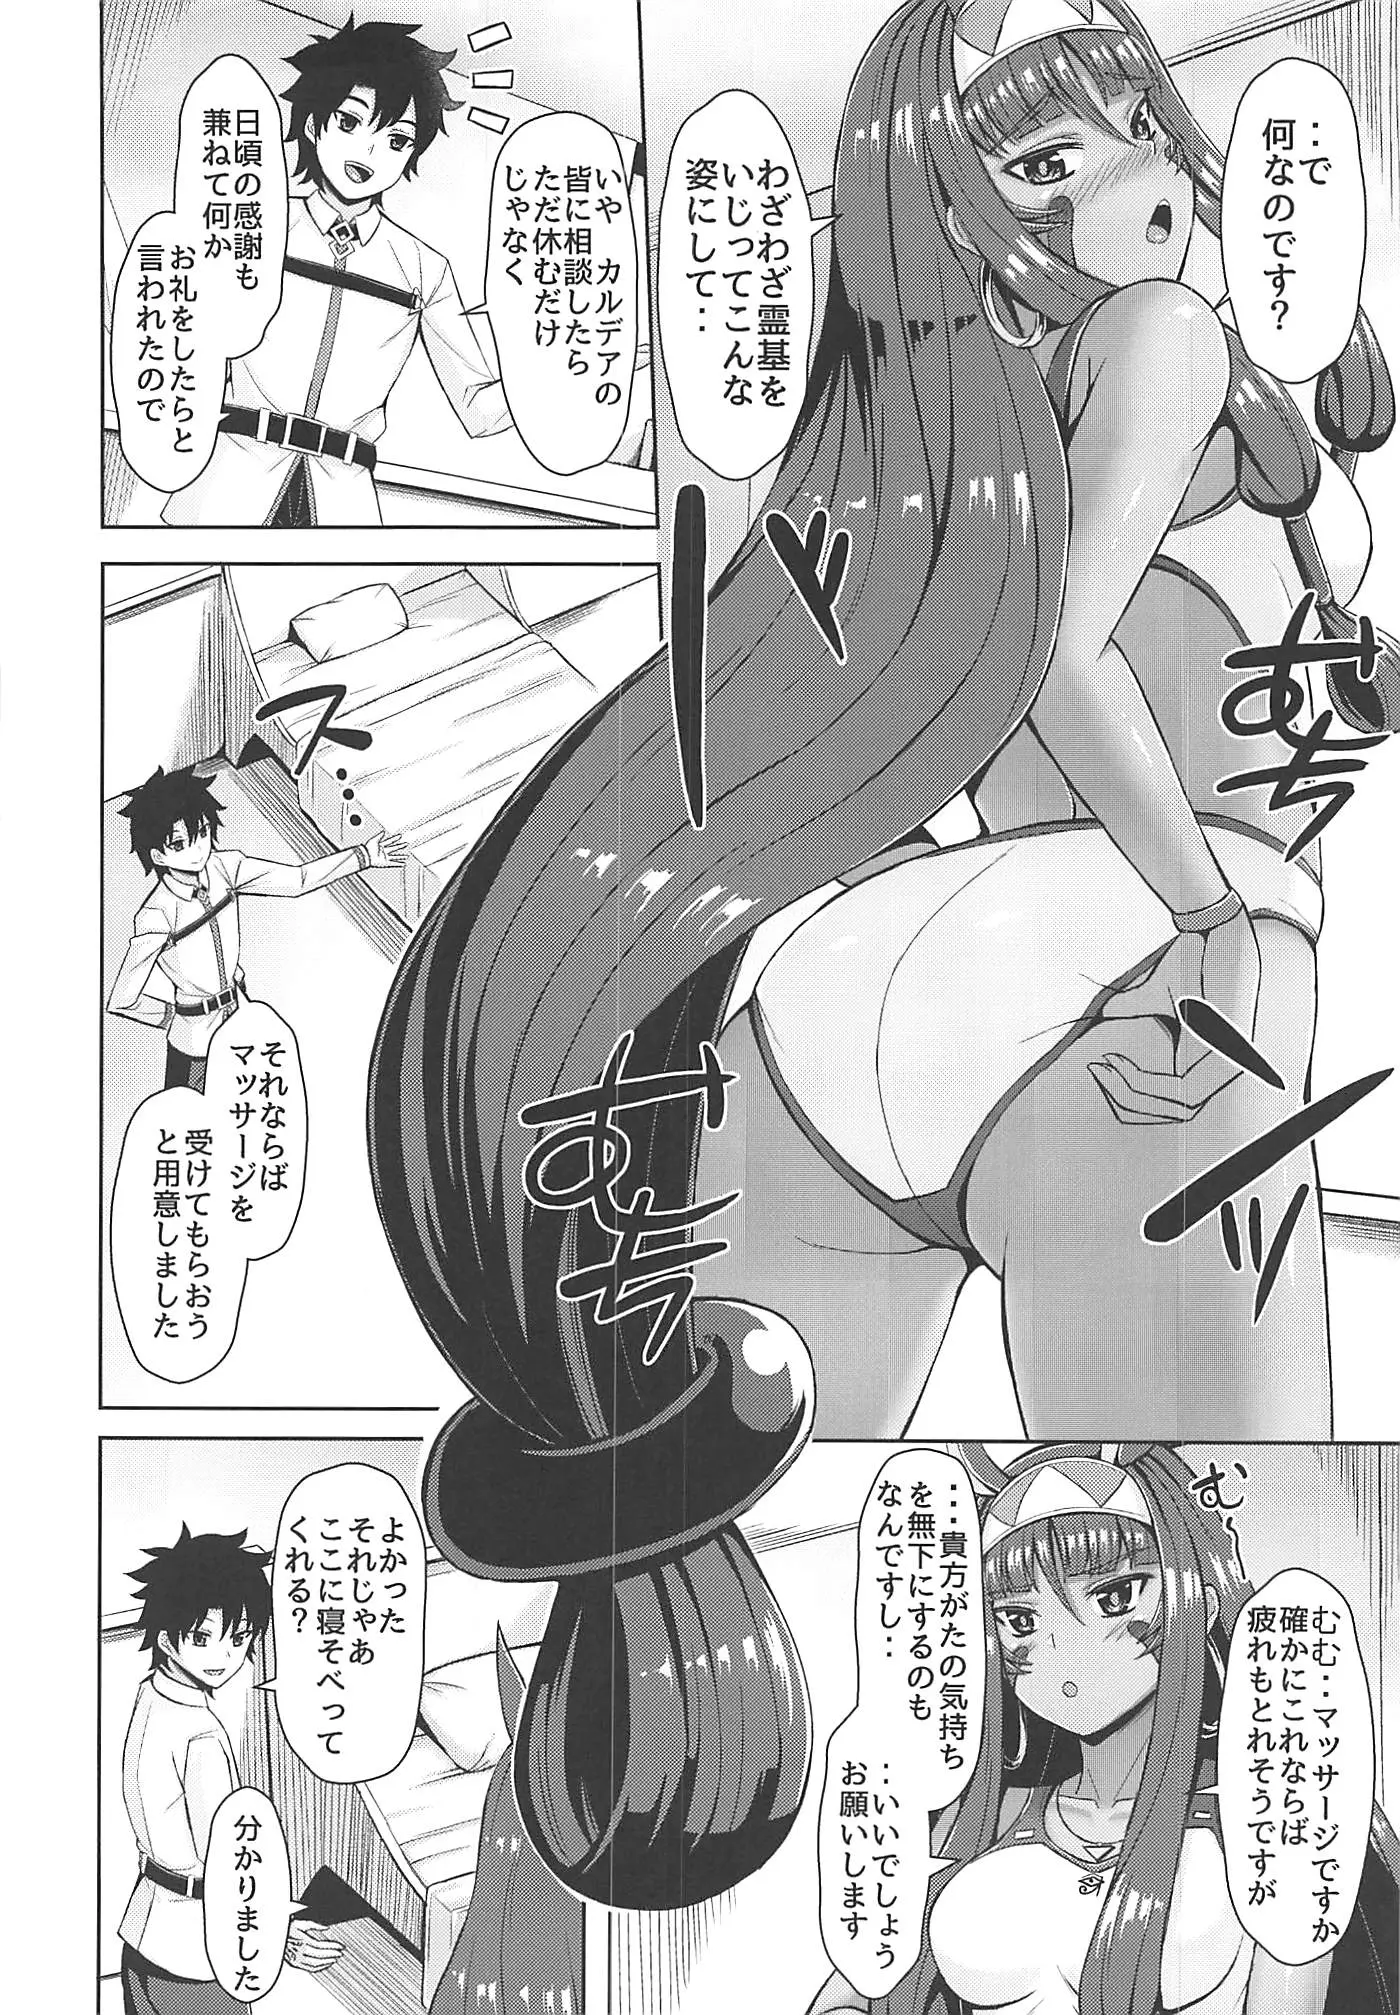 ‥で
何なのです？
わざわざ霊基を
いじってこんな
姿にして‥
むち
むち
いや　カルデアの
皆に相談したら
ただ休むだけ
じゃなく
日頃の感謝も
兼ねて何か
お礼をしたらと
言われたので
ス…
それならば
マッサージを
受けてもらおう
と用意しました
む〜
むむ‥マッサージですか
確かにこれならば
疲れもとれそうですが
‥‥貴方がたの気持ち
を無下にするのも
なんですし‥
‥いいでしょう
お願いします
よかった
それじゃあ
ここに寝そべって
くれる？
分かりました